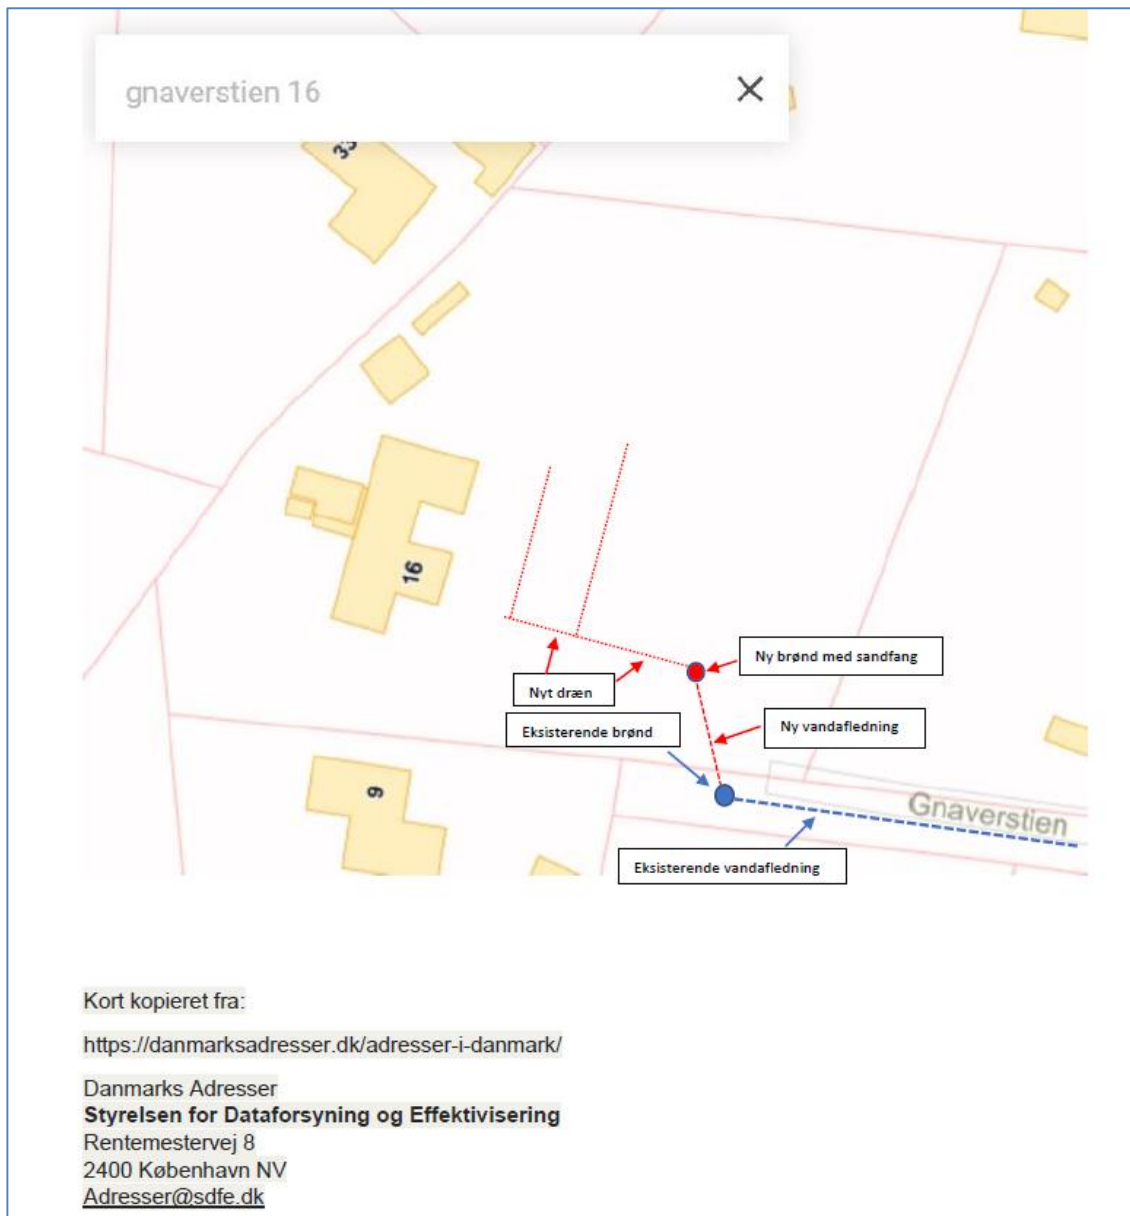 gnaverstien 16
16
Ny brønd med sandfang
Nyt dræn
Ny vandafledning
Eksisterende brønd
9
Gnaverstien
Eksisterende vandafledning
Kort kopieret fra:
https://danmarksadresser.dk/adresser-i-danmark/
Danmarks Adresser
Styrelsen for Dataforsyning og Effektivisering
Rentemestervej 8
2400 København NV
Adresser@sdfe.dk